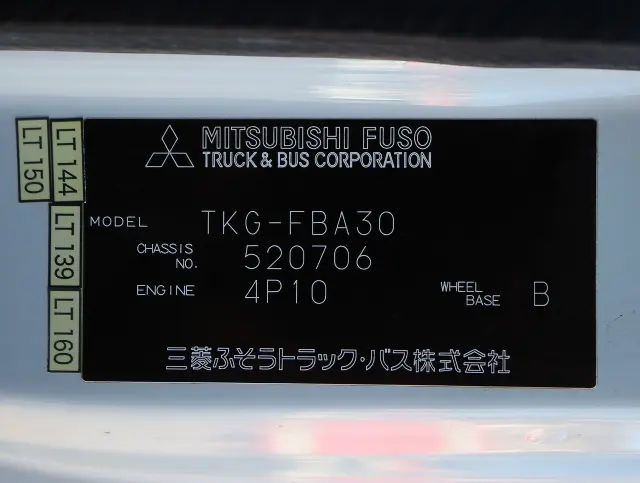 MITSUBISHI FUSO
TRUCK & BUS CORPORATION
LT 150
LT 144
LT 139
LT 160
MODEL TKG-FBA30
CHASSIS NO. 520706
ENGINE 4P10
WHEEL BASE B
三菱ふそうトラック・バス株式会社